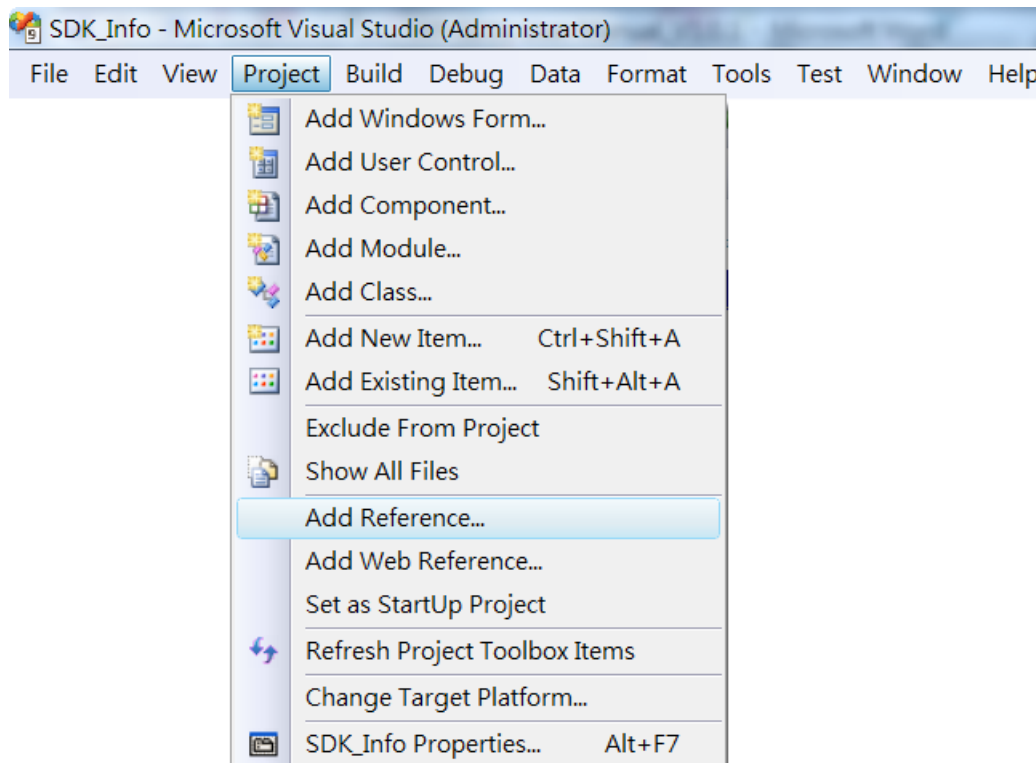 SDK_Info - Microsoft Visual Studio (Administrator)
File Edit View Project Build Debug Data Format Tools Test Window Help
Add Windows Form...
Add User Control...
Add Component...
Add Module...
Add Class...
Add New Item... Ctrl+Shift+A
Add Existing Item... Shift+Alt+A
Exclude From Project
Show All Files
Add Reference...
Add Web Reference...
Set as StartUp Project
Refresh Project Toolbox Items
Change Target Platform...
SDK_Info Properties... Alt+F7